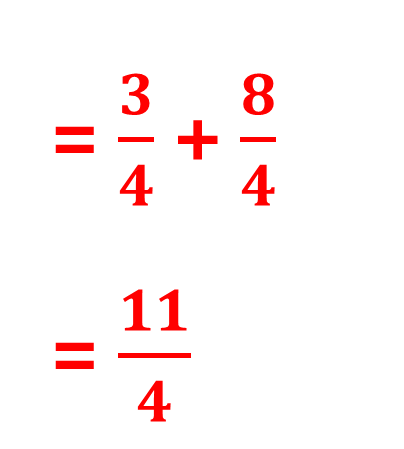 = 3/4 + 8/4
= 11/4